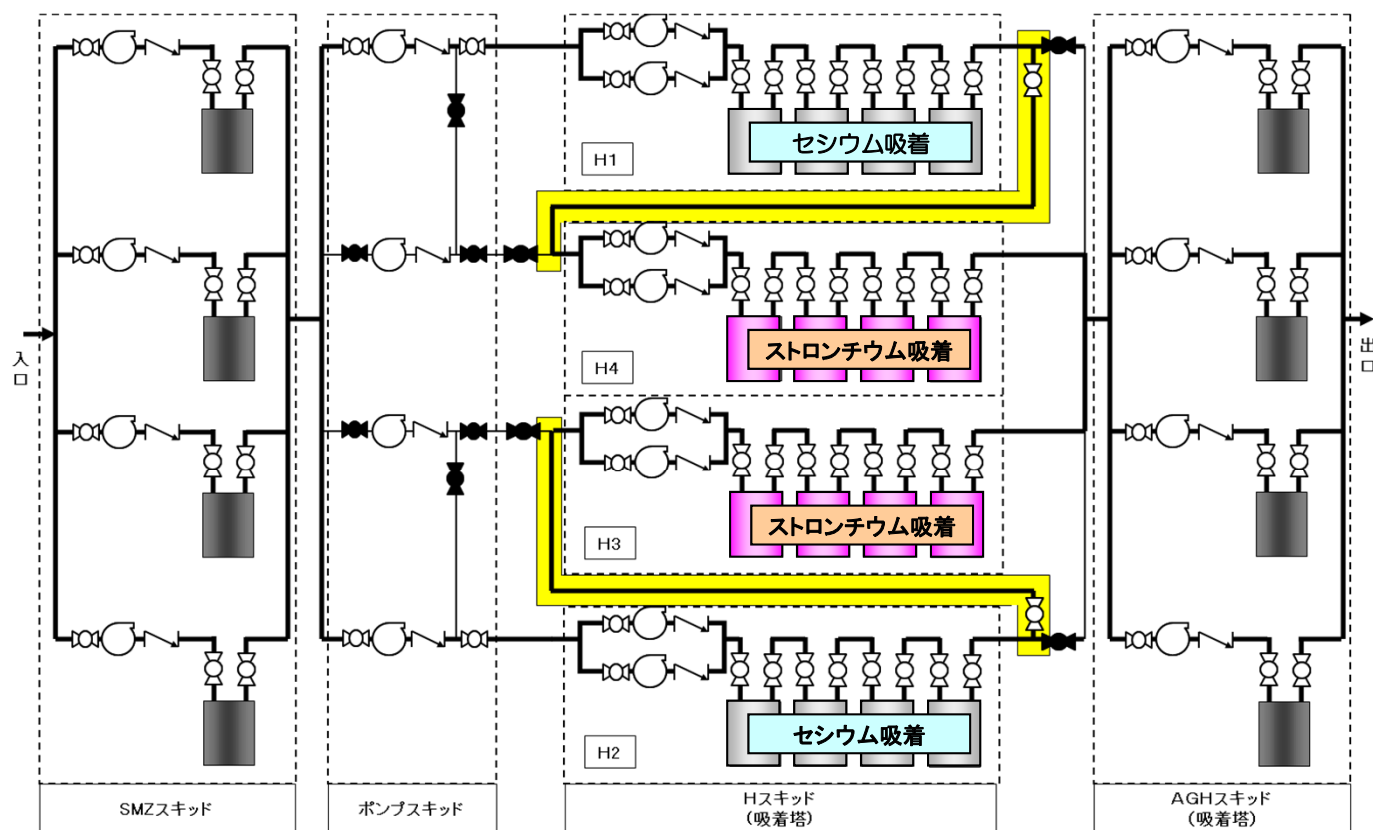 セシウム吸着
H1
ストロンチウム吸着
H4
入口
出口
ストロンチウム吸着
H3
セシウム吸着
H2
SMZスキッド
ポンプスキッド
Hスキッド
(吸着塔)
AGHスキッド
(吸着塔)